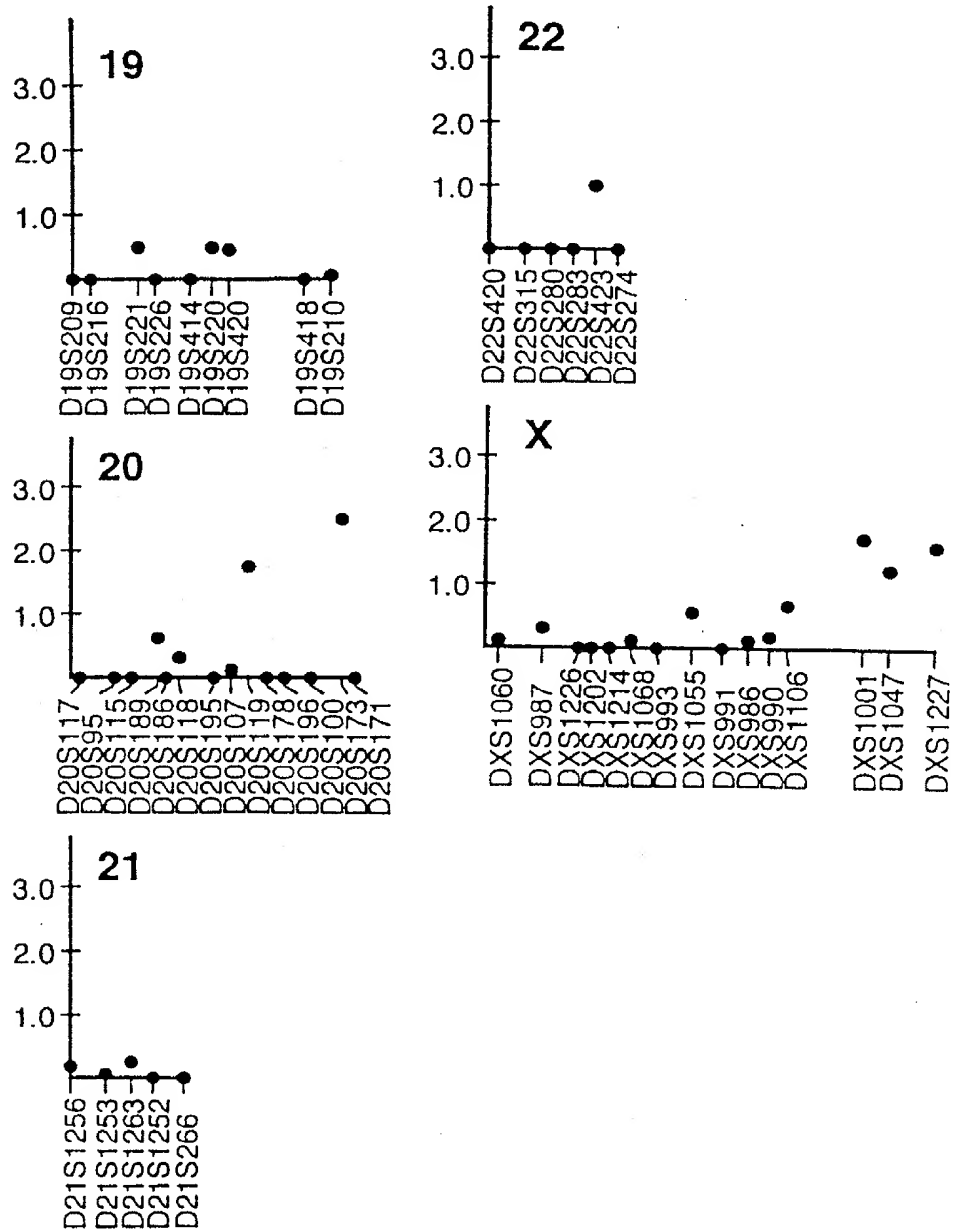 19
3.0
2.0
1.0
D19S209
D19S216
D19S221
D19S226
D19S414
D19S220
D19S420
D19S418
D19S210
22
3.0
2.0
1.0
D22S420
D22S315
D22S280
D22S283
D22S423
D22S274
20
3.0
2.0
1.0
D20S117
D20S95
D20S115
D20S189
D20S186
D20S118
D20S195
D20S107
D20S119
D20S178
D20S196
D20S100
D20S173
D20S171
X
3.0
2.0
1.0
DXS1060
DXS987
DXS1226
DXS1202
DXS1214
DXS1068
DXS993
DXS1055
DXS991
DXS986
DXS990
DXS1106
DXS1001
DXS1047
DXS1227
21
3.0
2.0
1.0
D21S1256
D21S1253
D21S1263
D21S1252
D21S266